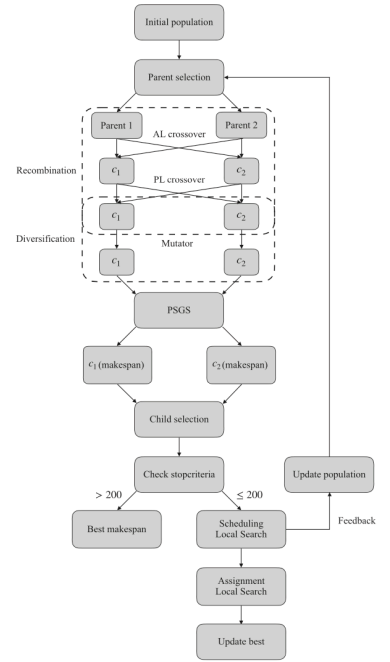 Initial population
Parent selection
Parent 1
Parent 2
AL crossover
Recombination
c1
c2
PL crossover
c1
c2
Diversification
Mutator
c1
c2
PSGS
c1 (makespan)
c2 (makespan)
Child selection
Check stopcriteria
Update population
> 200
≤ 200
Best makespan
Scheduling
Local Search
Feedback
Assignment
Local Search
Update best